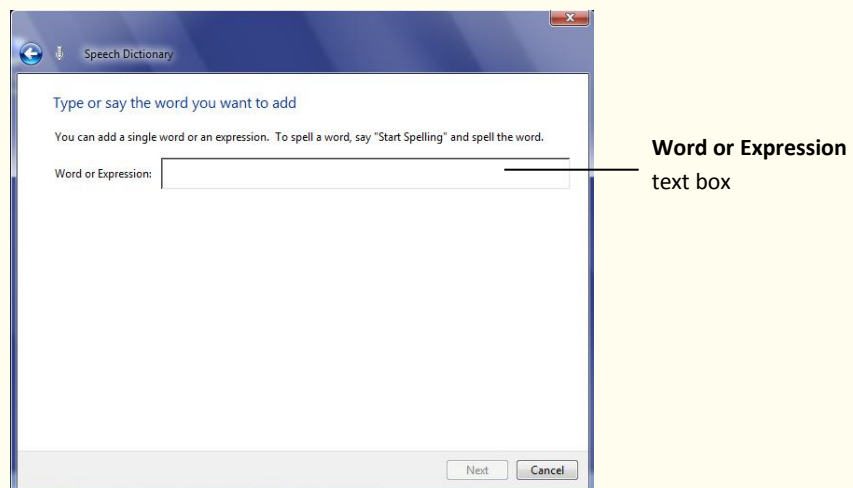 Speech Dictionary
Type or say the word you want to add
You can add a single word or an expression. To spell a word, say "Start Spelling" and spell the word.
Word or Expression:
Word or Expression
text box
Next Cancel